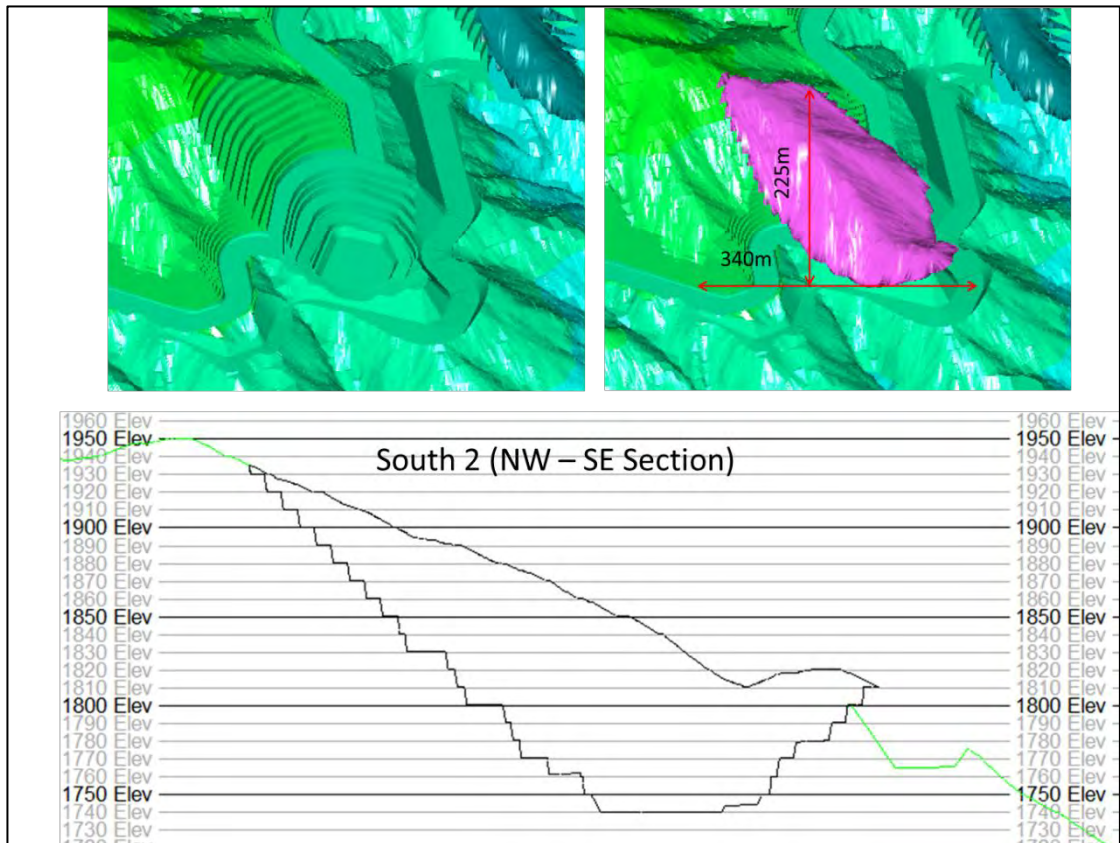 225m
340m
South 2 (NW – SE Section)
1960 Elev 1960 Elev
1950 Elev 1950 Elev
1940 Elev 1940 Elev
1930 Elev 1930 Elev
1920 Elev 1920 Elev
1910 Elev 1910 Elev
1900 Elev 1900 Elev
1890 Elev 1890 Elev
1880 Elev 1880 Elev
1870 Elev 1870 Elev
1860 Elev 1860 Elev
1850 Elev 1850 Elev
1840 Elev 1840 Elev
1830 Elev 1830 Elev
1820 Elev 1820 Elev
1810 Elev 1810 Elev
1800 Elev 1800 Elev
1790 Elev 1790 Elev
1780 Elev 1780 Elev
1770 Elev 1770 Elev
1760 Elev 1760 Elev
1750 Elev 1750 Elev
1740 Elev 1740 Elev
1730 Elev 1730 Elev